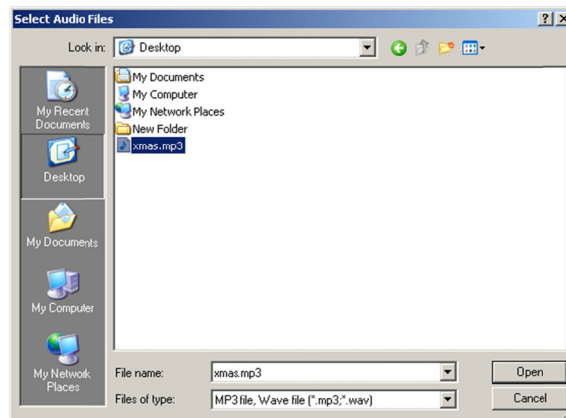 Select Audio Files
Lock in: Desktop
My Recent
Documents
Desktop
My Documents
My Computer
My Network
Places
My Documents
My Computer
My Network Places
New Folder
xmas.mp3
File name: xmas.mp3 Open
Files of type: MP3 file, Wave file (*.mp3;*.wav) Cancel